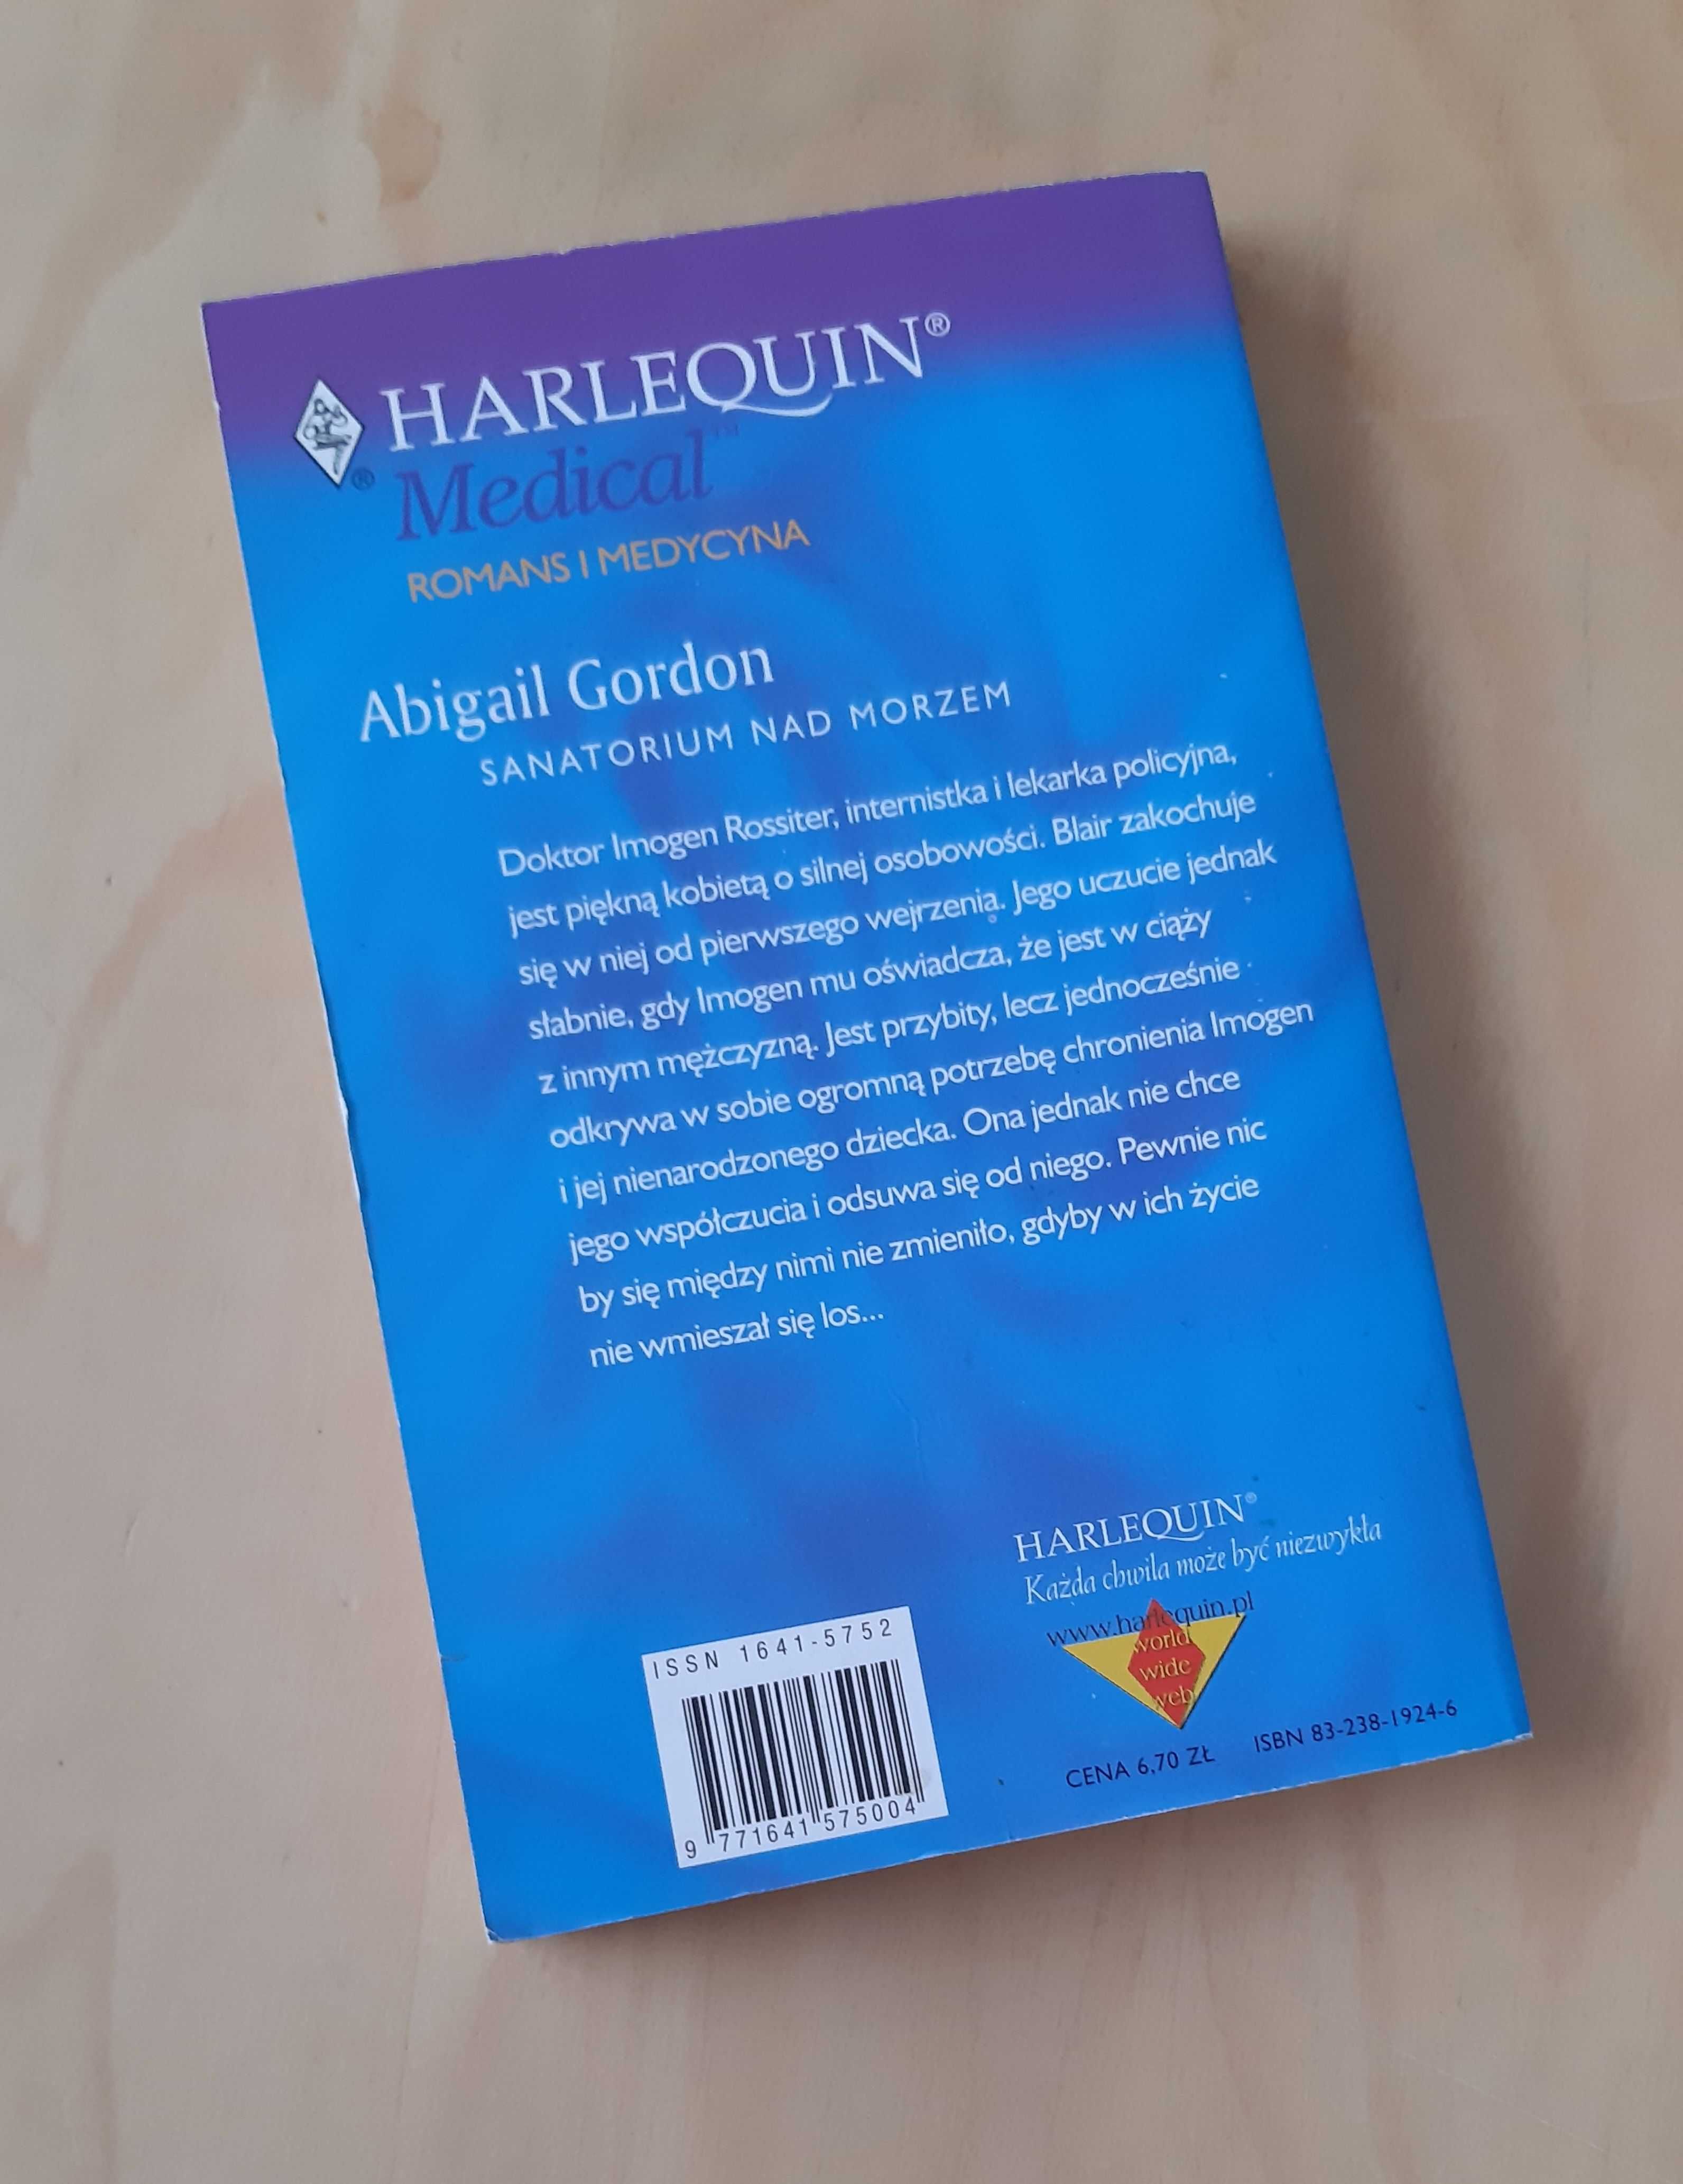 HARLEQUIN®
® Medical™
ROMANS I MEDYCYNA
Abigail Gordon
SANATORIUM NAD MORZEM
Doktor Imogen Rossiter, internistka i lekarka policyjna,
jest piękną kobietą o silnej osobowości. Blair zakochuje
się w niej od pierwszego wejrzenia. Jego uczucie jednak
słabnie, gdy Imogen mu oświadcza, że jest w ciąży
z innym mężczyzną. Jest przybity, lecz jednocześnie
odkrywa w sobie ogromną potrzebę chronienia Imogen
i jej nienarodzonego dziecka. Ona jednak nie chce
jego współczucia i odsuwa się od niego. Pewnie nic
by się między nimi nie zmieniło, gdyby w ich życie
nie wmieszał się los...
HARLEQUIN®
Każda chwila może być niezwykła
www.harlequin.pl
world
wide
web
ISSN 1641-5752
9 771641 575004
CENA 6,70 ZŁ
ISBN 83-238-1924-6